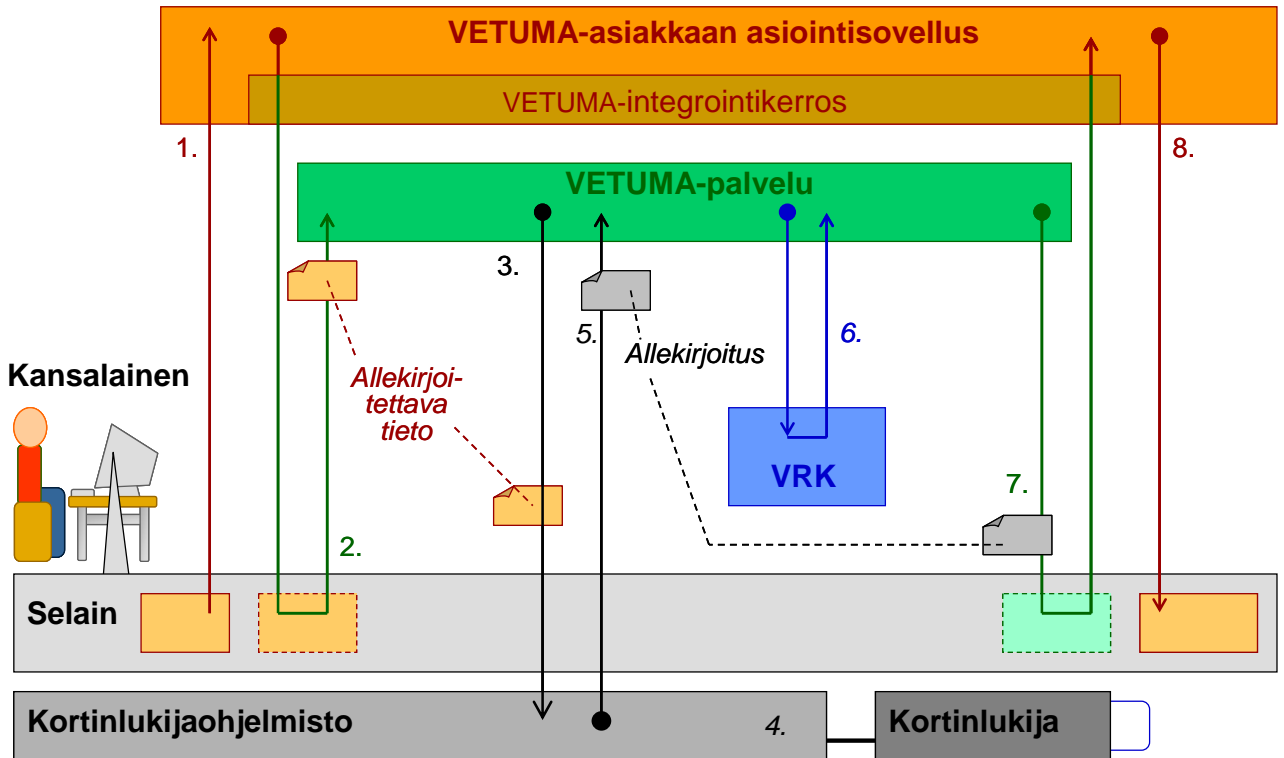 VETUMA-asiakkaan asiointisovellus
VETUMA-integrointikerros
1.
8.
VETUMA-palvelu
3.
5.
6.
Allekirjoitus
Kansalainen
Allekirjoi-
tettava
tieto
VRK
7.
2.
Selain
Kortinlukijaohjelmisto
4.
Kortinlukija